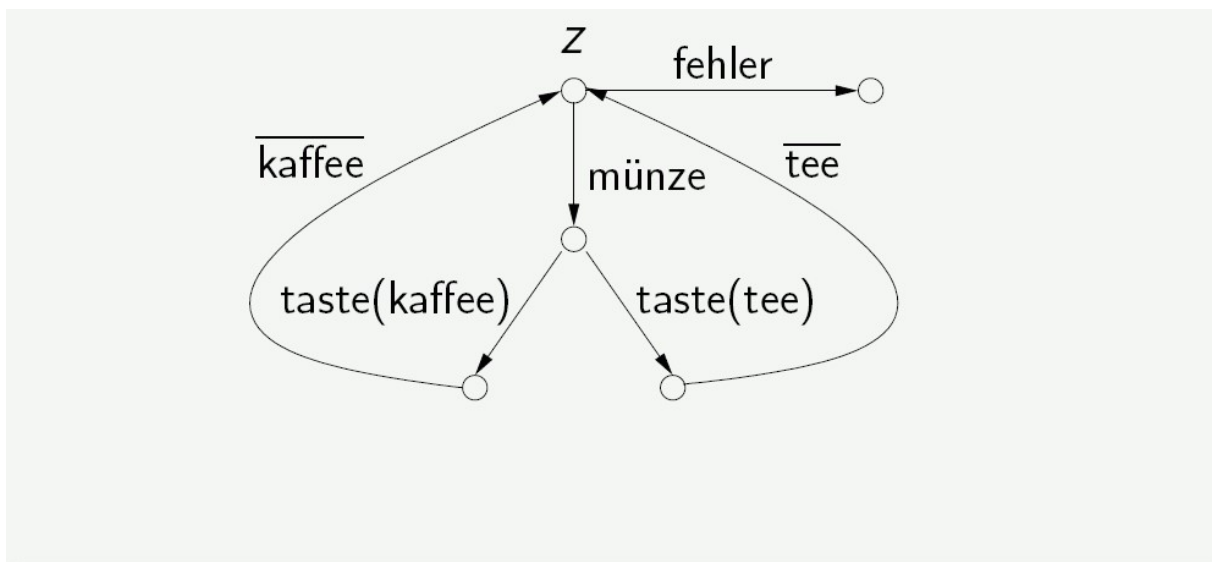 z
fehler
kaffee
tee
münze
taste(kaffee)
taste(tee)